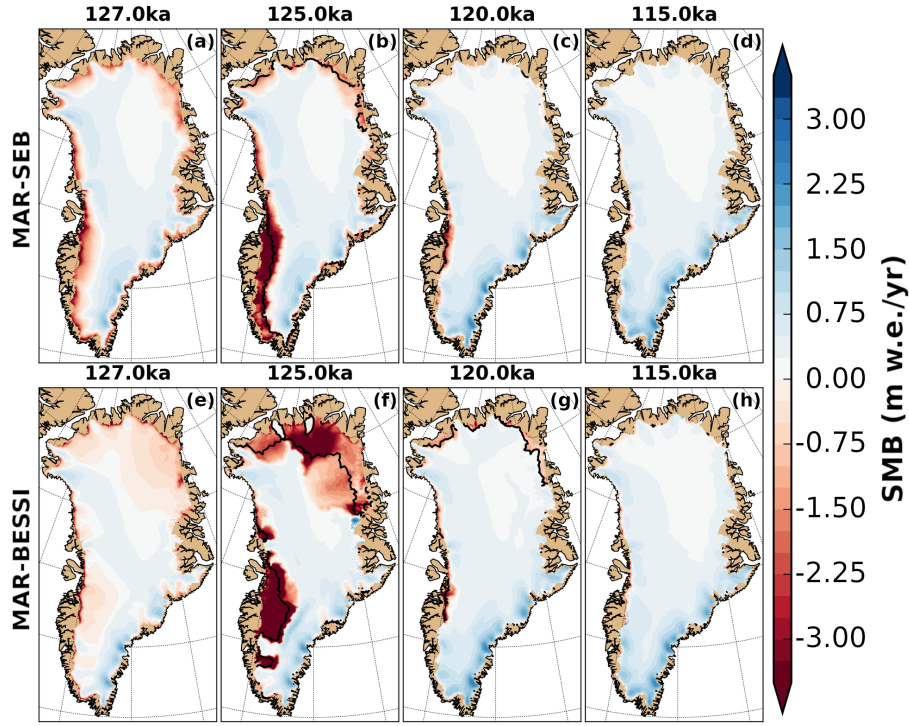 127.0ka 125.0ka 120.0ka 115.0ka
MAR-SEB
(a) (b) (c) (d)
127.0ka 125.0ka 120.0ka 115.0ka
MAR-BESSI
(e) (f) (g) (h)
3.00
2.25
1.50
0.75
0.00
-0.75
-1.50
-2.25
-3.00
SMB (m w.e./yr)